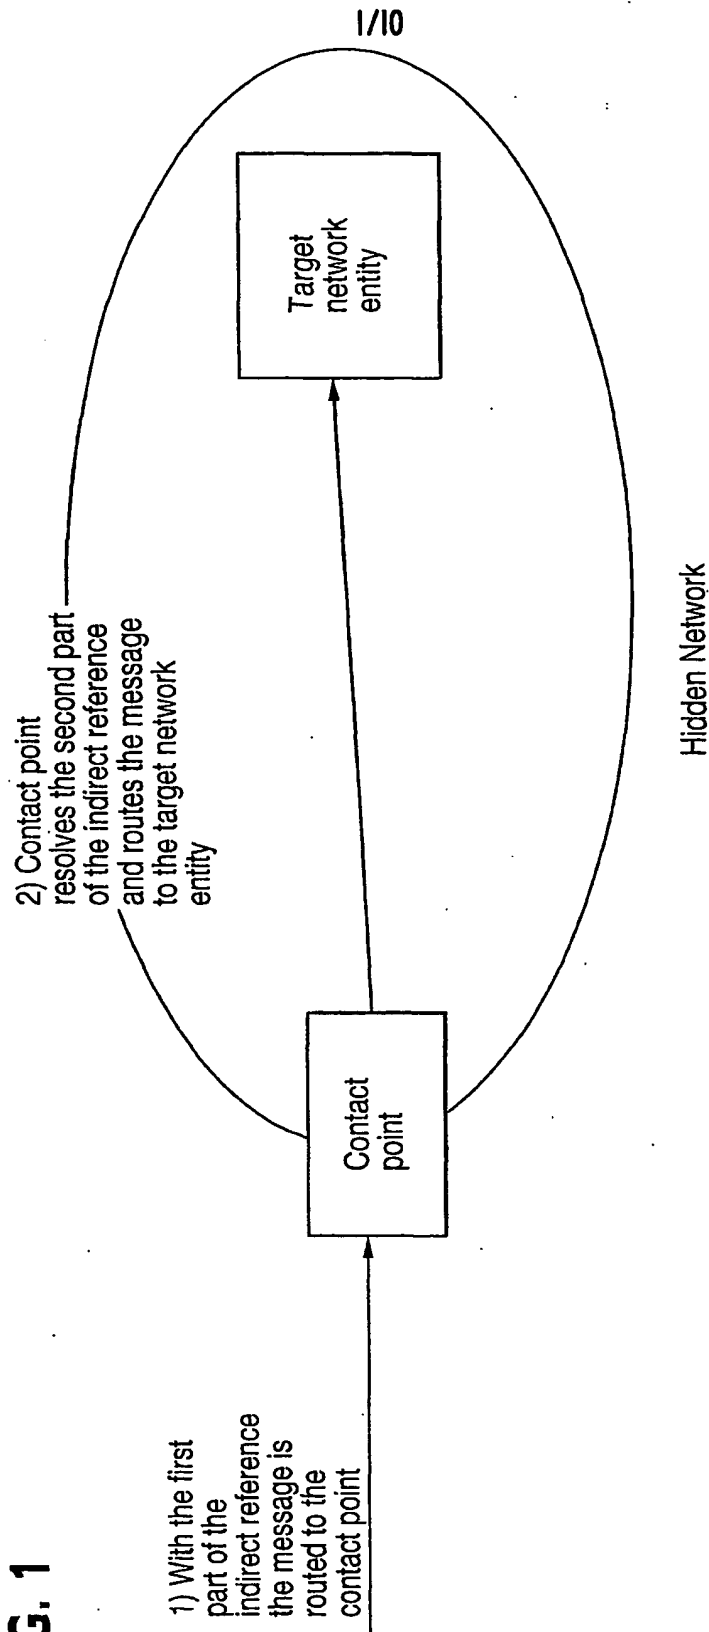 1/10
G. 1
1) With the first
part of the
indirect reference
the message is
routed to the
contact point
2) Contact point
resolves the second part
of the indirect reference
and routes the message
to the target network
entity
Contact
point
Target
network
entity
Hidden Network